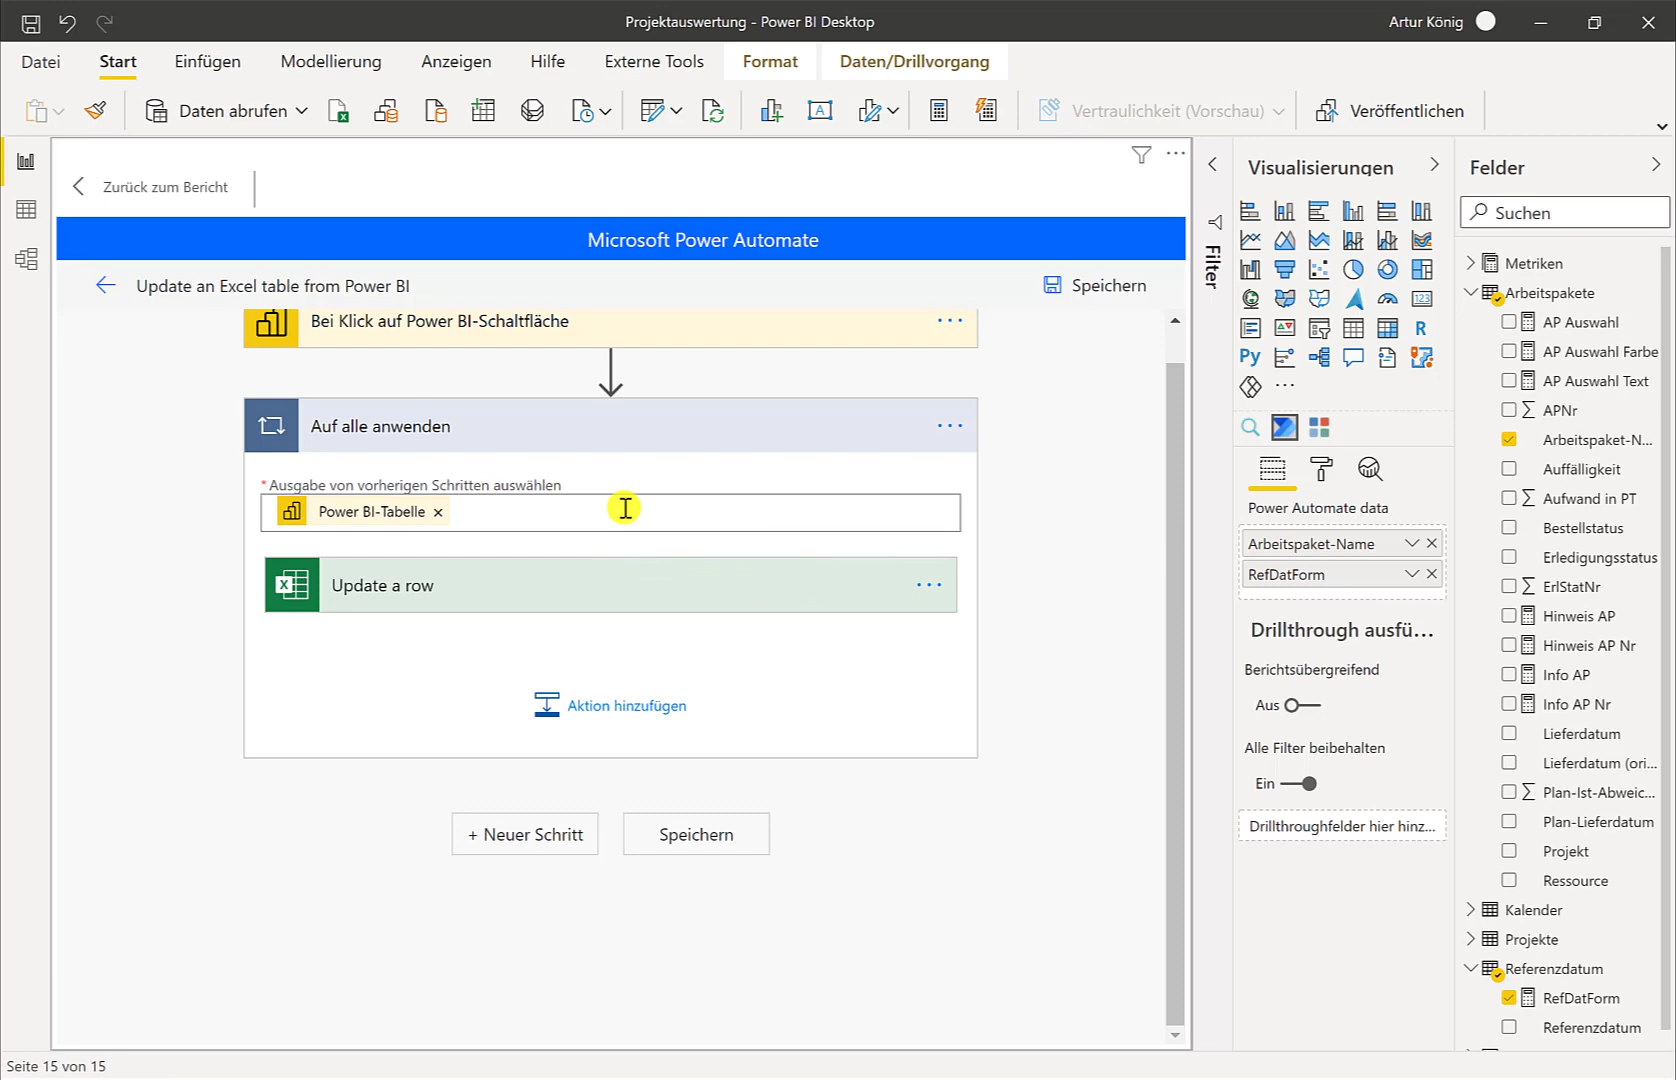 Projektauswertung - Power BI Desktop
Artur König
Datei
Start
Einfügen
Modellierung
Anzeigen
Hilfe
Externe Tools
Format
Daten/Drillvorgang
Daten abrufen
Vertraulichkeit (Vorschau)
Veröffentlichen
Zurück zum Bericht
Microsoft Power Automate
Update an Excel table from Power BI
Speichern
Bei Klick auf Power BI-Schaltfläche
Auf alle anwenden
* Ausgabe von vorherigen Schritten auswählen
Power BI-Tabelle
Update a row
Aktion hinzufügen
+ Neuer Schritt
Speichern
Filter
Visualisierungen
123
R
Py
Power Automate data
Arbeitspaket-Name
RefDatForm
Drillthrough ausfü...
Berichtsübergreifend
Aus
Alle Filter beibehalten
Ein
Drillthroughfelder hier hinz...
Felder
Suchen
Metriken
Arbeitspakete
AP Auswahl
AP Auswahl Farbe
AP Auswahl Text
APNr
Arbeitspaket-N...
Auffälligkeit
Aufwand in PT
Bestellstatus
Erledigungsstatus
ErlStatNr
Hinweis AP
Hinweis AP Nr
Info AP
Info AP Nr
Lieferdatum
Lieferdatum (ori...
Plan-Ist-Abweic...
Plan-Lieferdatum
Projekt
Ressource
Kalender
Projekte
Referenzdatum
RefDatForm
Referenzdatum
Seite 15 von 15